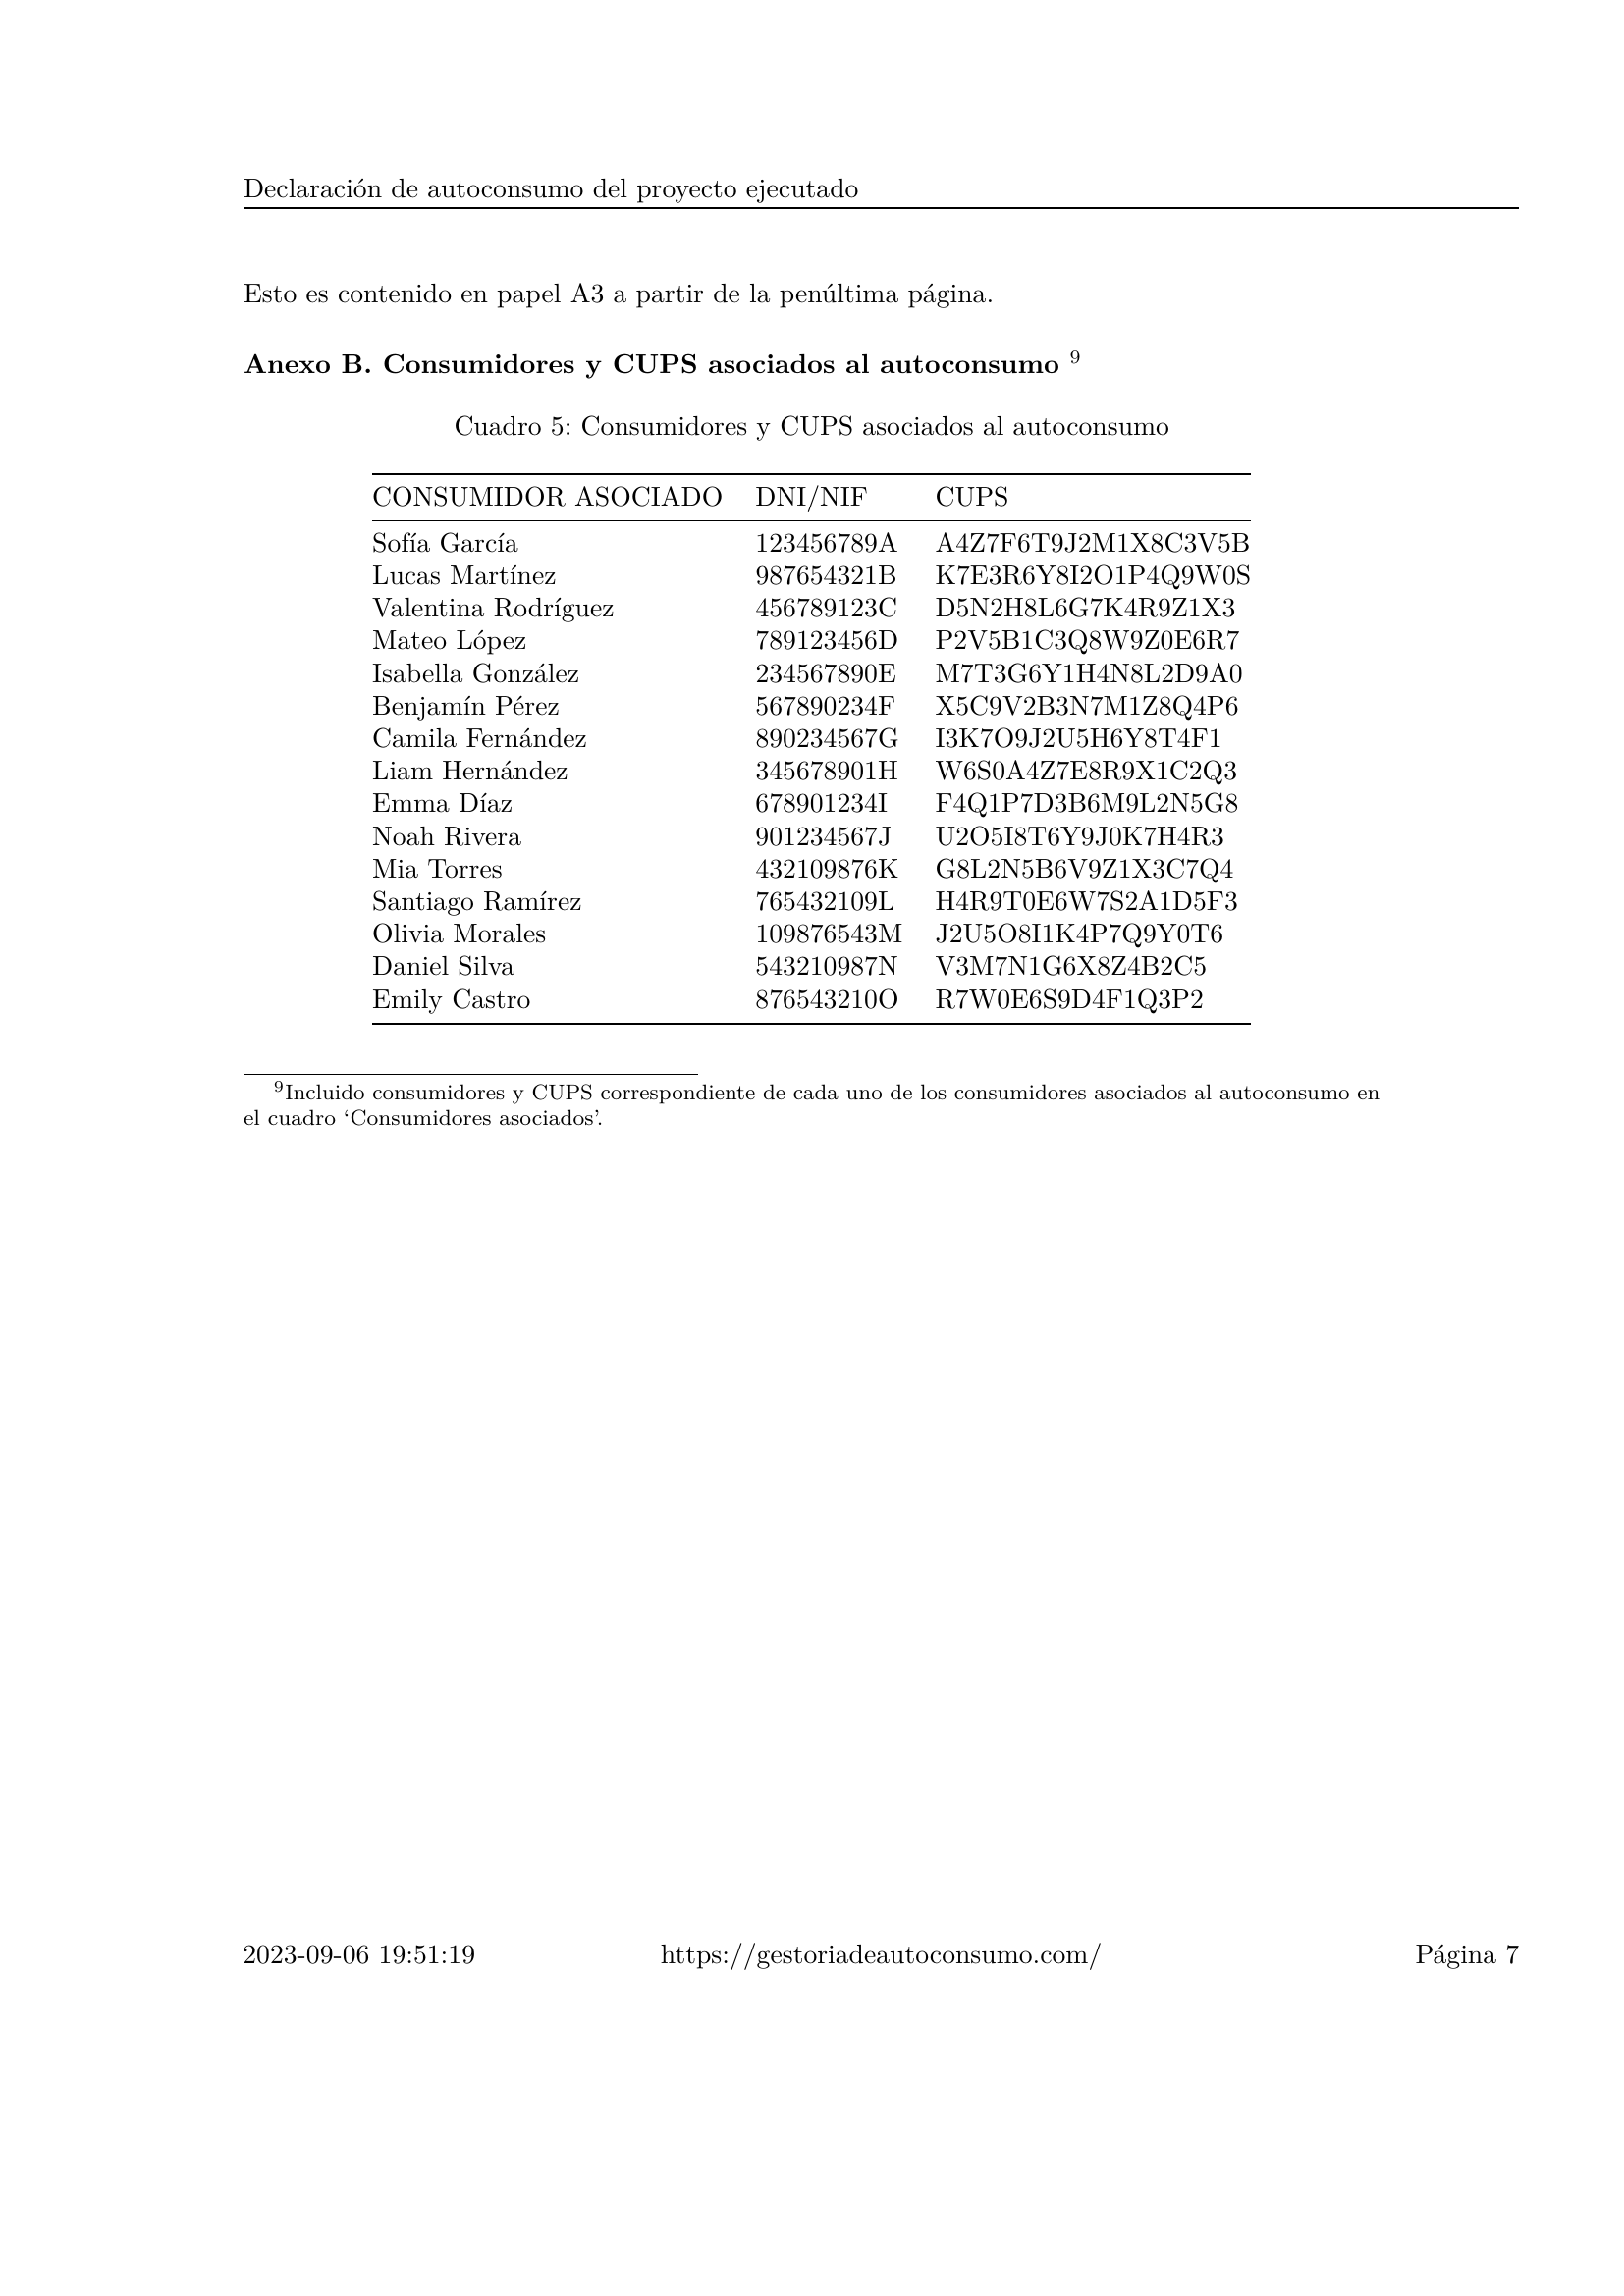 Declaración de autoconsumo del proyecto ejecutado
Esto es contenido en papel A3 a partir de la penúltima página.
Anexo B. Consumidores y CUPS asociados al autoconsumo 9
Cuadro 5: Consumidores y CUPS asociados al autoconsumo
CONSUMIDOR ASOCIADO DNI/NIF CUPS
Sofía García 123456789A A4Z7F6T9J2M1X8C3V5B
Lucas Martínez 987654321B K7E3R6Y8I2O1P4Q9W0S
Valentina Rodríguez 456789123C D5N2H8L6G7K4R9Z1X3
Mateo López 789123456D P2V5B1C3Q8W9Z0E6R7
Isabella González 234567890E M7T3G6Y1H4N8L2D9A0
Benjamín Pérez 567890234F X5C9V2B3N7M1Z8Q4P6
Camila Fernández 890234567G I3K7O9J2U5H6Y8T4F1
Liam Hernández 345678901H W6S0A4Z7E8R9X1C2Q3
Emma Díaz 678901234I F4Q1P7D3B6M9L2N5G8
Noah Rivera 901234567J U2O5I8T6Y9J0K7H4R3
Mia Torres 432109876K G8L2N5B6V9Z1X3C7Q4
Santiago Ramírez 765432109L H4R9T0E6W7S2A1D5F3
Olivia Morales 109876543M J2U5O8I1K4P7Q9Y0T6
Daniel Silva 543210987N V3M7N1G6X8Z4B2C5
Emily Castro 876543210O R7W0E6S9D4F1Q3P2
9Incluido consumidores y CUPS correspondiente de cada uno de los consumidores asociados al autoconsumo en
el cuadro ‘Consumidores asociados’.
2023-09-06 19:51:19 https://gestoriadeautoconsumo.com/ Página 7